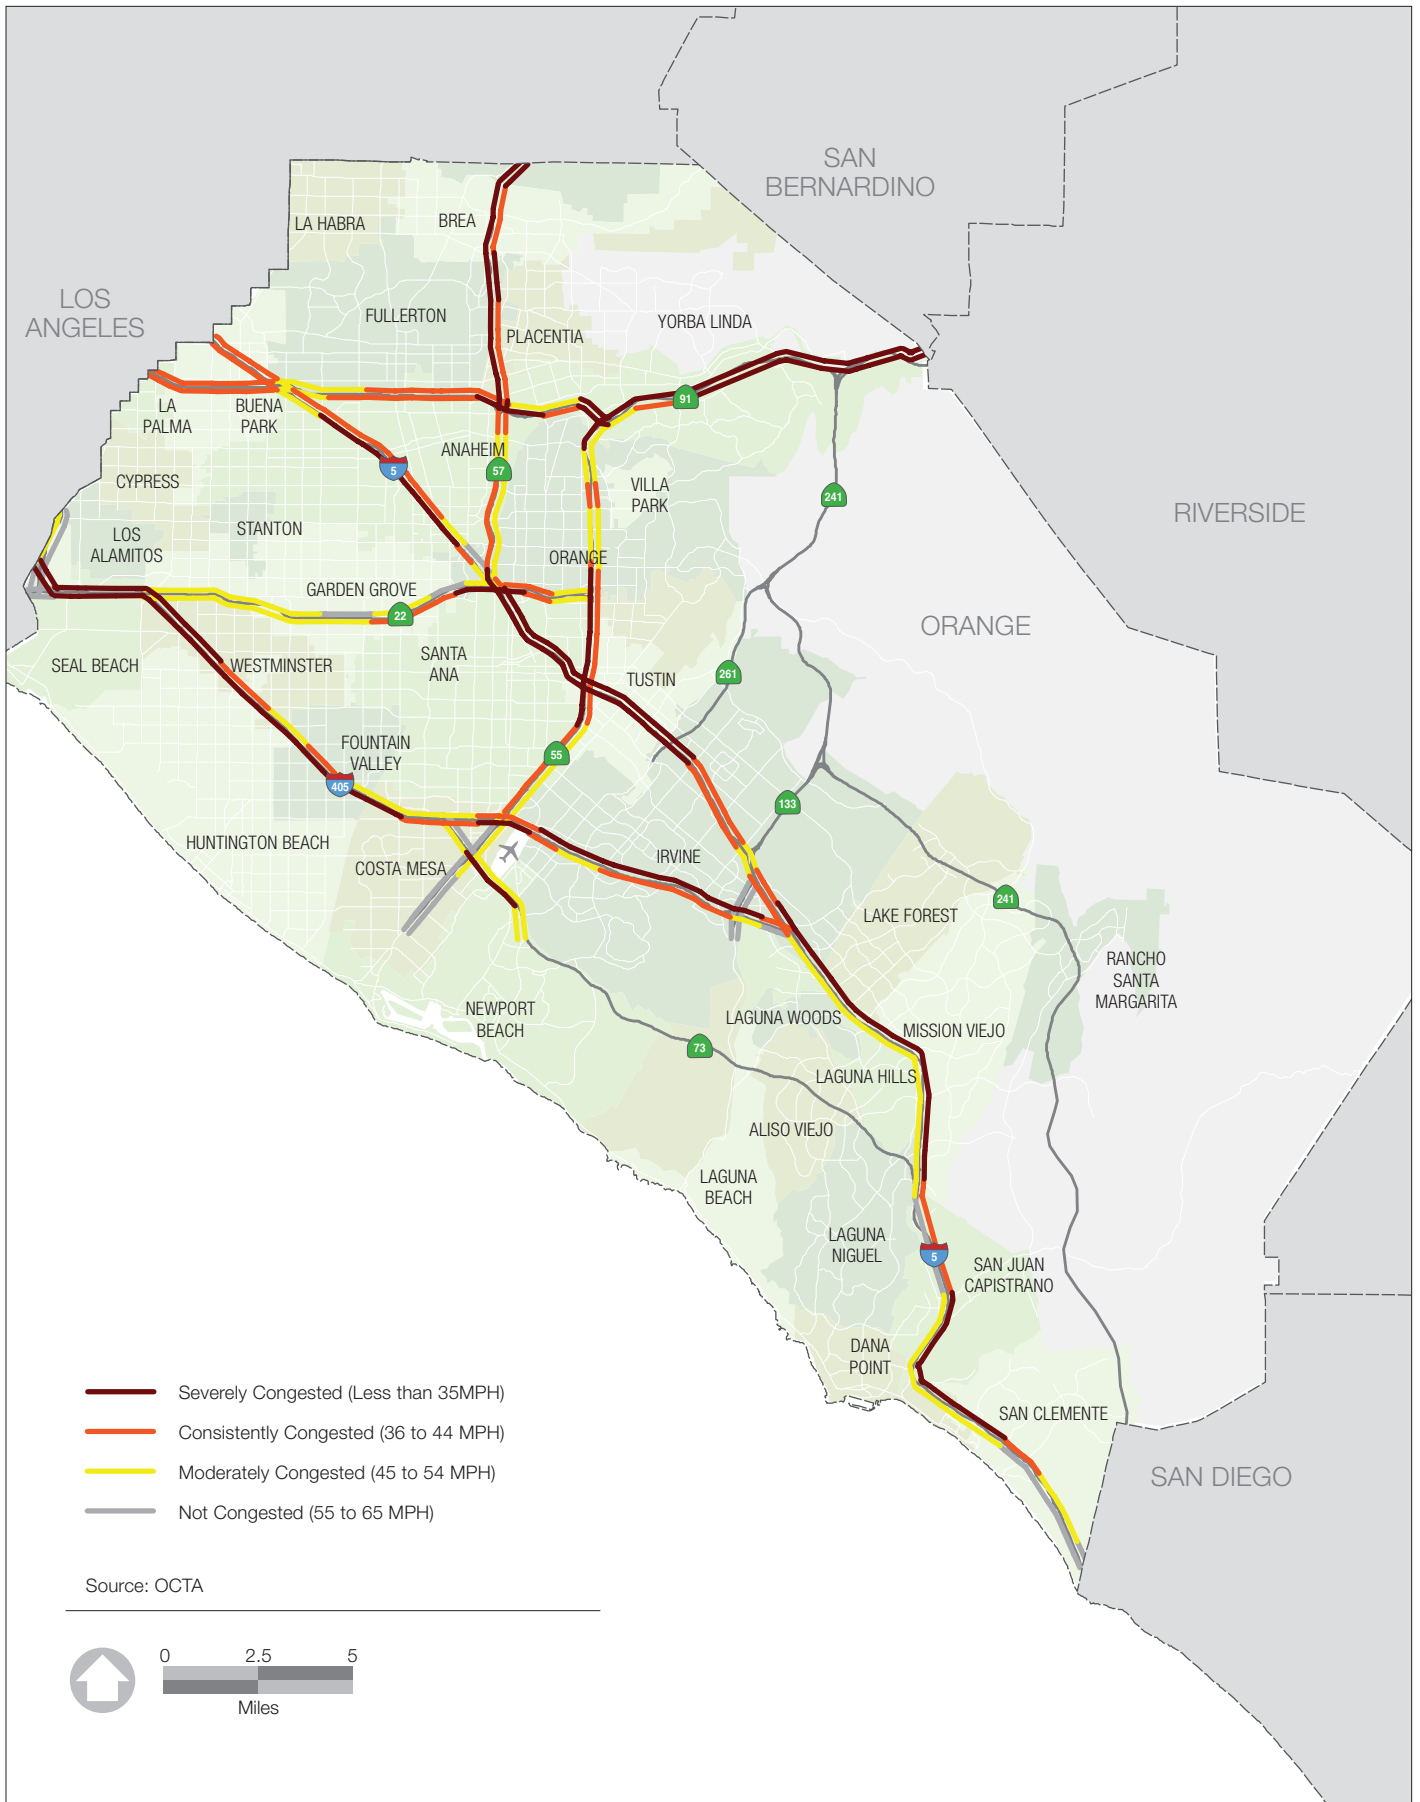 SAN
BERNARDINO
LA HABRA
BREA
LOS
ANGELES
FULLERTON
PLACENTIA
YORBA LINDA
91
LA
PALMA
BUENA
PARK
ANAHEIM
5
57
CYPRESS
VILLA
PARK
241
RIVERSIDE
STANTON
LOS
ALAMITOS
ORANGE
GARDEN GROVE
22
ORANGE
SEAL BEACH
WESTMINSTER
SANTA
ANA
TUSTIN
261
FOUNTAIN
VALLEY
55
405
133
HUNTINGTON BEACH
COSTA MESA
IRVINE
241
LAKE FOREST
RANCHO
SANTA
MARGARITA
NEWPORT
BEACH
LAGUNA WOODS
MISSION VIEJO
73
LAGUNA HILLS
ALISO VIEJO
LAGUNA
BEACH
LAGUNA
NIGUEL
5
SAN JUAN
CAPISTRANO
DANA
POINT
SAN CLEMENTE
SAN DIEGO
Severely Congested (Less than 35MPH)
Consistently Congested (36 to 44 MPH)
Moderately Congested (45 to 54 MPH)
Not Congested (55 to 65 MPH)
Source: OCTA
0 2.5 5
Miles